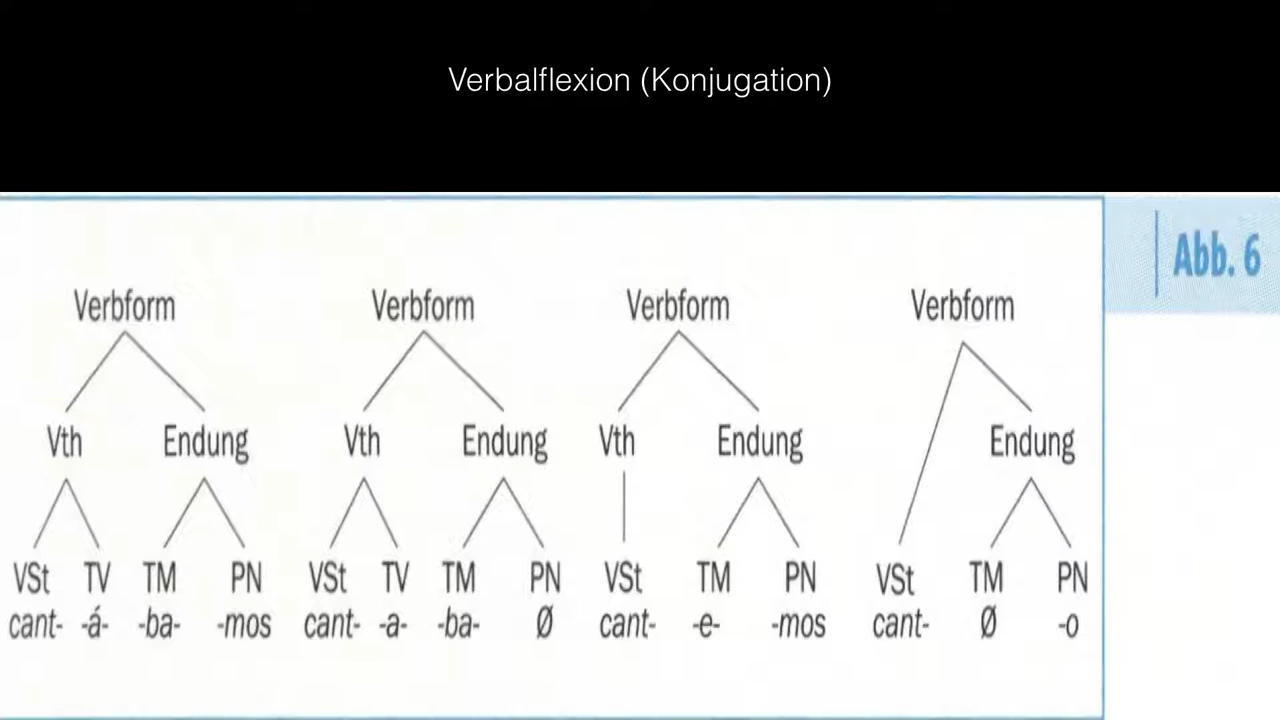 Verbalflexion (Konjugation)
Abb. 6
Verbform Verbform Verbform Verbform
Vth Endung Vth Endung Vth Endung Endung
VSt TV TM PN VSt TV TM PN VSt TM PN VSt TM PN
cant- -á- -ba- -mos cant- -a- -ba- Ø cant- -e- -mos cant- Ø -o